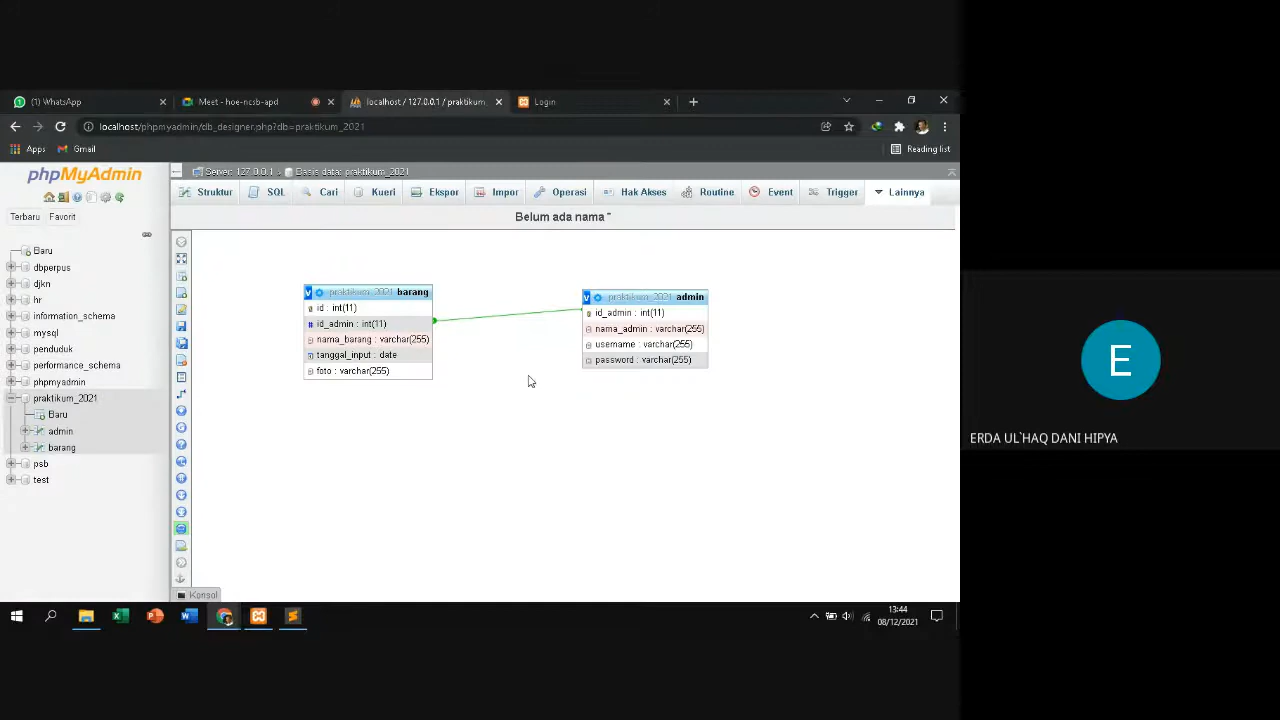 (1) WhatsApp
Meet - hoe-ncsb-apd
localhost / 127.0.0.1 / praktikum_
Login
localhost/phpmyadmin/db_designer.php?db=praktikum_2021
Apps
Gmail
Reading list
phpMyAdmin
Server: 127.0.0.1 » Basis data: praktikum_2021
Struktur
SQL
Cari
Kueri
Ekspor
Impor
Operasi
Hak Akses
Routine
Event
Trigger
Lainnya
Terbaru
Favorit
Belum ada nama *
Baru
dbperpus
djkn
hr
information_schema
mysql
penduduk
performance_schema
phpmyadmin
praktikum_2021
Baru
admin
barang
psb
test
praktikum_2021 barang
id : int(11)
id_admin : int(11)
nama_barang : varchar(255)
tanggal_input : date
foto : varchar(255)
praktikum_2021 admin
id_admin : int(11)
nama_admin : varchar(255)
username : varchar(255)
password : varchar(255)
Konsol
13:44
08/12/2021
E
ERDA UL`HAQ DANI HIPYA